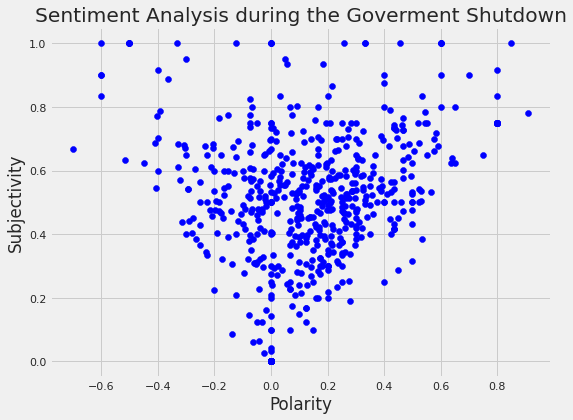 Sentiment Analysis during the Goverment Shutdown
Subjectivity
1.0
0.8
0.6
0.4
0.2
0.0
−0.6 −0.4 −0.2 0.0 0.2 0.4 0.6 0.8
Polarity